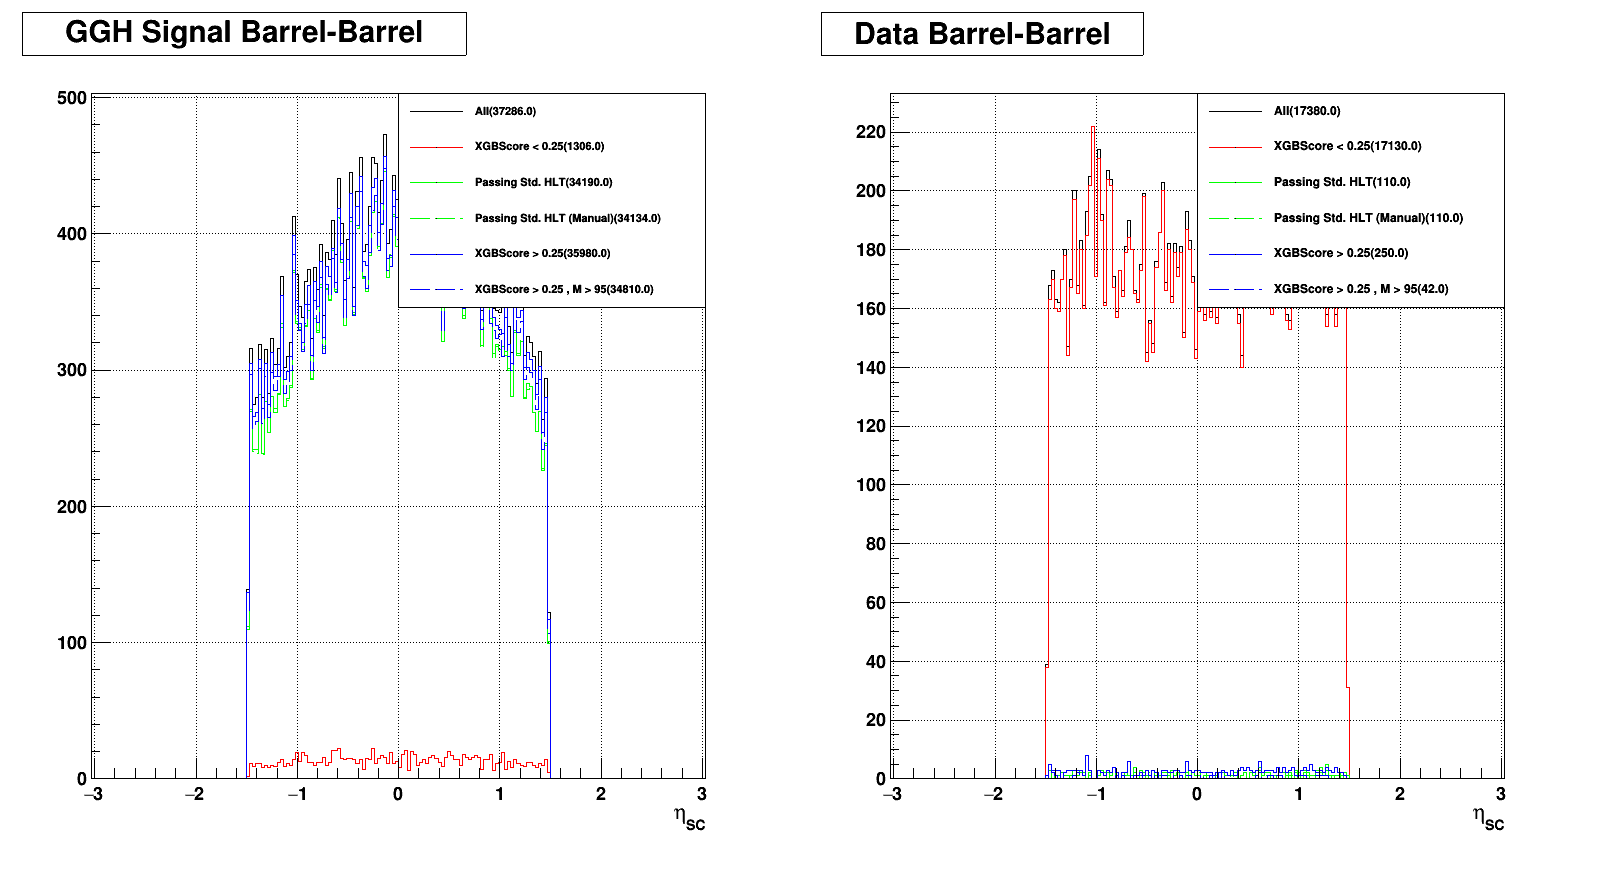 GGH Signal Barrel-Barrel
500
400
300
200
100
0
−3
−2
−1
0
1
2
3
ηSC
All(37286.0)
XGBScore < 0.25(1306.0)
Passing Std. HLT(34190.0)
Passing Std. HLT (Manual)(34134.0)
XGBScore > 0.25(35980.0)
XGBScore > 0.25 , M > 95(34810.0)
Data Barrel-Barrel
220
200
180
160
140
120
100
80
60
40
20
0
−3
−2
−1
0
1
2
3
ηSC
All(17380.0)
XGBScore < 0.25(17130.0)
Passing Std. HLT(110.0)
Passing Std. HLT (Manual)(110.0)
XGBScore > 0.25(250.0)
XGBScore > 0.25 , M > 95(42.0)